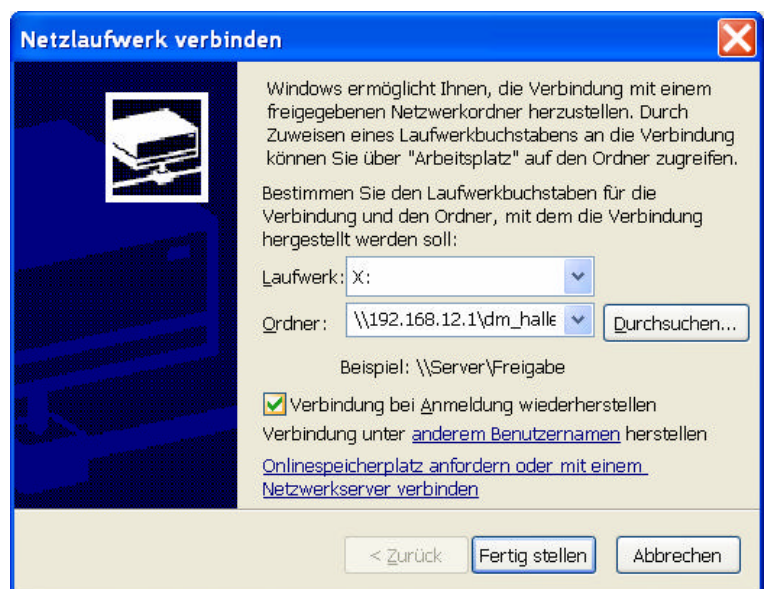 Netzlaufwerk verbinden
Windows ermöglicht Ihnen, die Verbindung mit einem
freigegebenen Netzwerkordner herzustellen. Durch
Zuweisen eines Laufwerkbuchstabens an die Verbindung
können Sie über "Arbeitsplatz" auf den Ordner zugreifen.
Bestimmen Sie den Laufwerkbuchstaben für die
Verbindung und den Ordner, mit dem die Verbindung
hergestellt werden soll:
Laufwerk: X:
Ordner: \\192.168.12.1\dm_halle Durchsuchen...
Beispiel: \\Server\Freigabe
Verbindung bei Anmeldung wiederherstellen
Verbindung unter anderem Benutzernamen herstellen
Onlinespeicherplatz anfordern oder mit einem
Netzwerkserver verbinden
< Zurück Fertig stellen Abbrechen